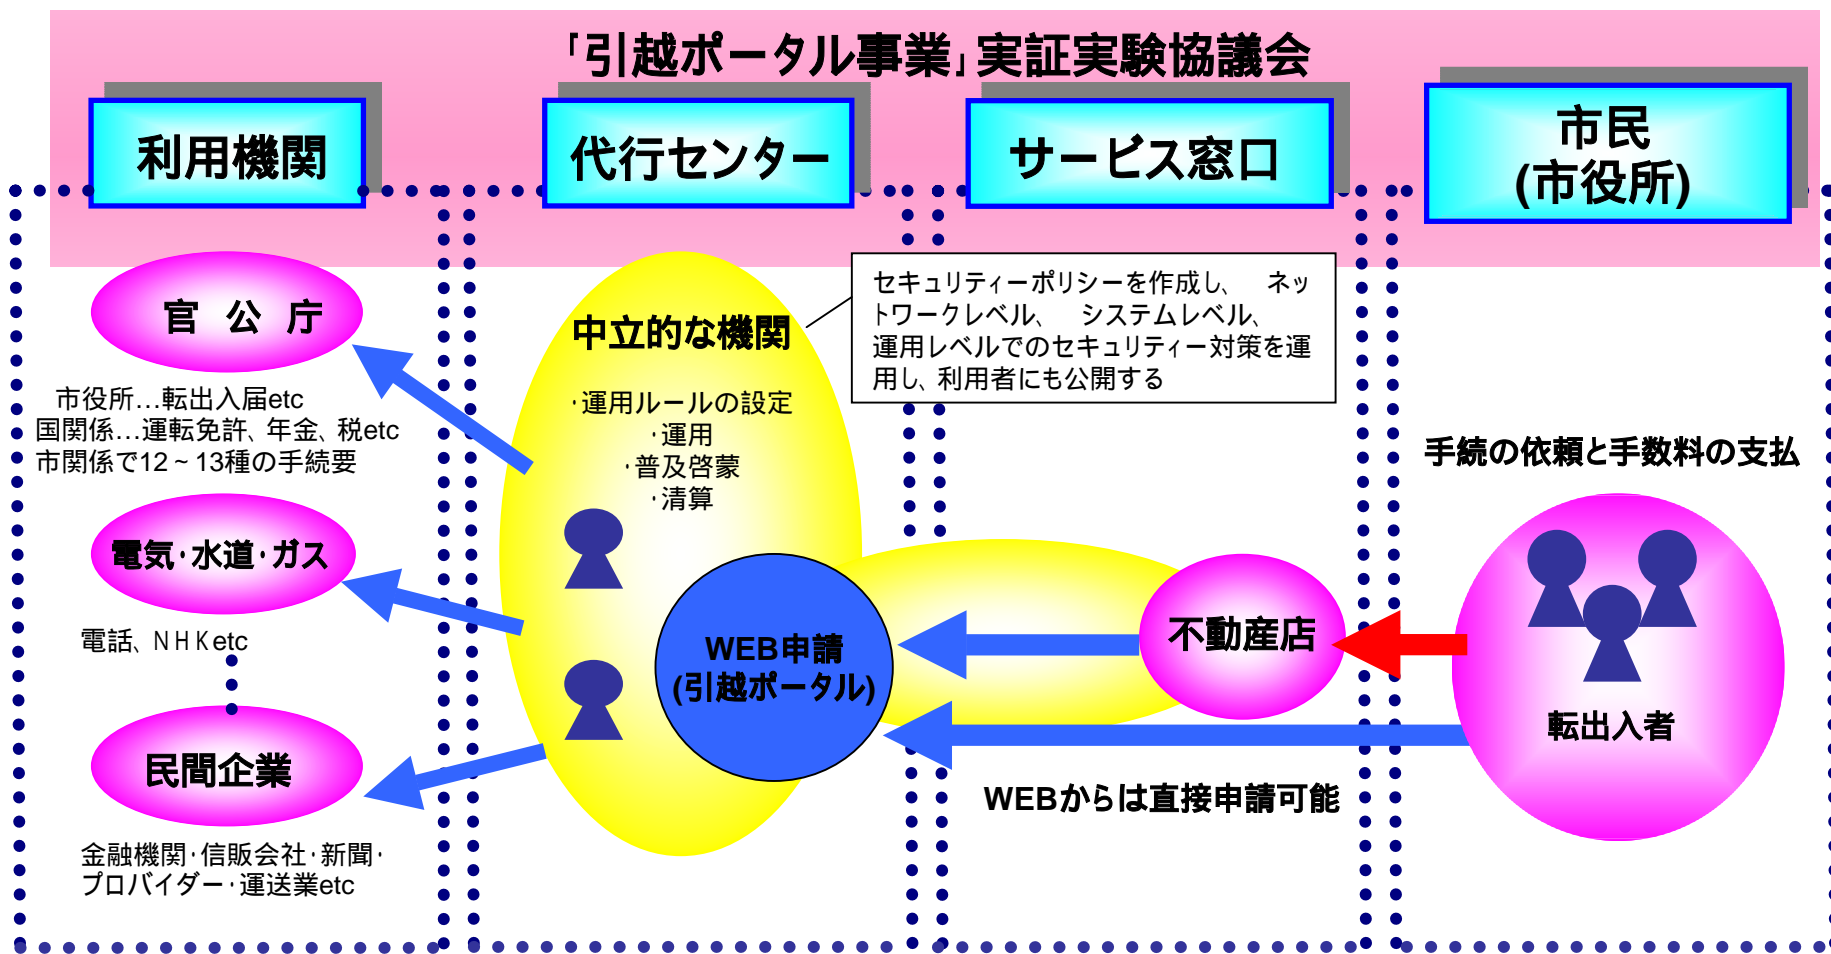 「引越ポータル事業」実証実験協議会
利用機関
代行センター
サービス窓口
市民
(市役所)
官 公 庁
市役所…転出入届etc
国関係…運転免許、年金、税etc
市関係で12~13種の手続要
電気・水道・ガス
電話、NHKetc
民間企業
金融機関・信販会社・新聞・
プロバイダー・運送業etc
中立的な機関
・運用ルールの設定
・運用
・普及啓蒙
・清算
WEB申請
(引越ポータル)
セキュリティーポリシーを作成し、 ネッ
トワークレベル、 システムレベル、
運用レベルでのセキュリティー対策を運
用し、利用者にも公開する
不動産店
WEBからは直接申請可能
手続の依頼と手数料の支払
転出入者